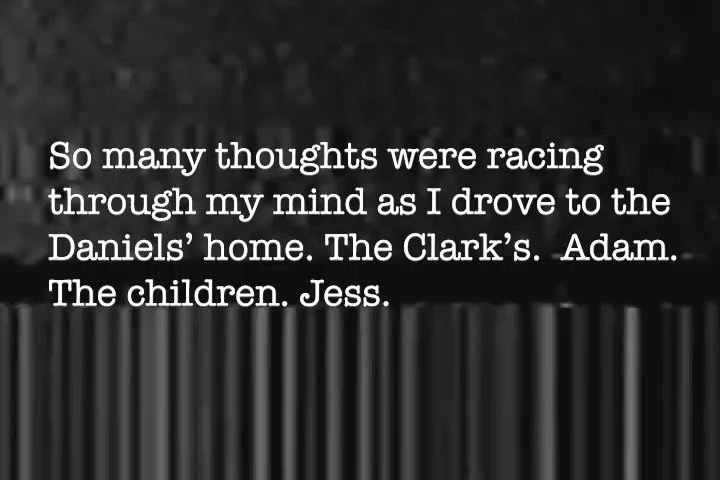 So many thoughts were racing
through my mind as I drove to the
Daniels’ home. The Clark’s.  Adam.
The children. Jess.